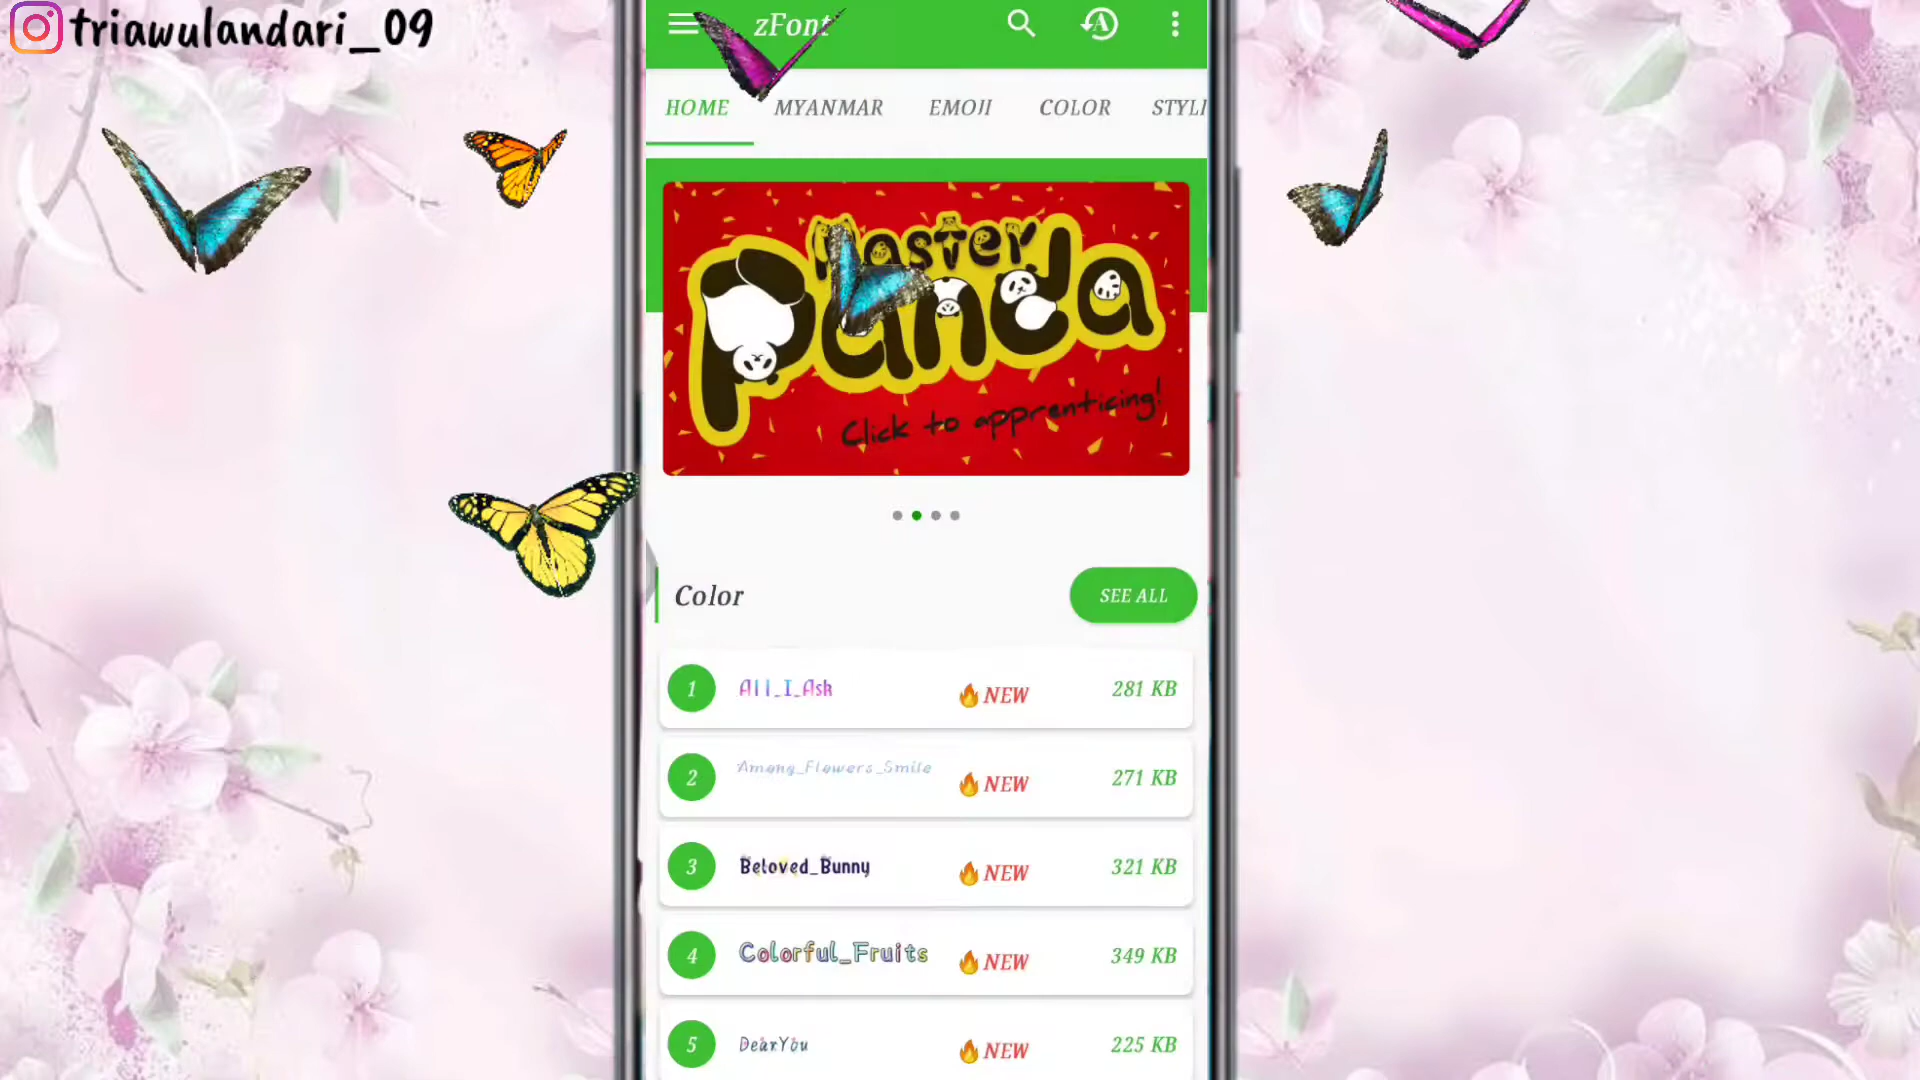 triawulandari_09
zFont
HOME MYANMAR EMOJI COLOR STYLI
Master
Panda
Click to apprenticing!
Color SEE ALL
1 All_I_Ask NEW 281 KB
2 Among_Flowers_Smile NEW 271 KB
3 Beloved_Bunny NEW 321 KB
4 Colorful_Fruits NEW 349 KB
5 DearYou NEW 225 KB